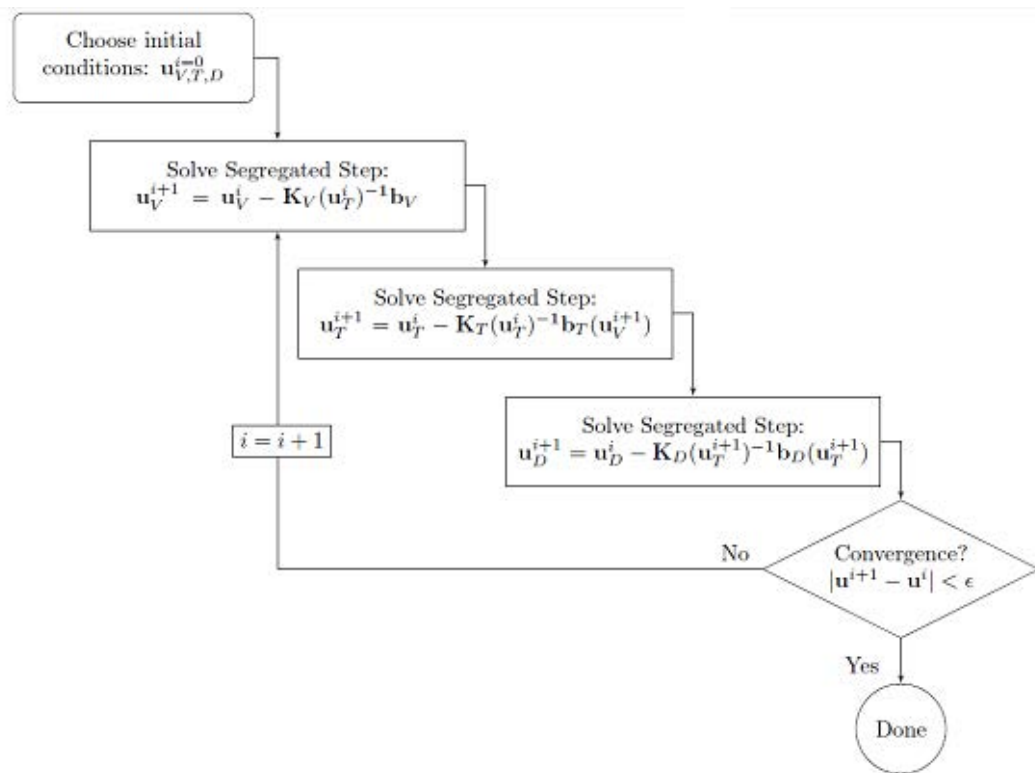 Choose initial
conditions: 𝐮^{i=0}_{V,T,D}
Solve Segregated Step:
𝐮^{i+1}_V = 𝐮^i_V − 𝐊_V(𝐮^i_T)^{−1}𝐛_V
Solve Segregated Step:
𝐮^{i+1}_T = 𝐮^i_T − 𝐊_T(𝐮^i_T)^{−1}𝐛_T(𝐮^{i+1}_V)
Solve Segregated Step:
𝐮^{i+1}_D = 𝐮^i_D − 𝐊_D(𝐮^{i+1}_T)^{−1}𝐛_D(𝐮^{i+1}_T)
i = i + 1
No
Convergence?
|𝐮^{i+1} − 𝐮^i| < ϵ
Yes
Done